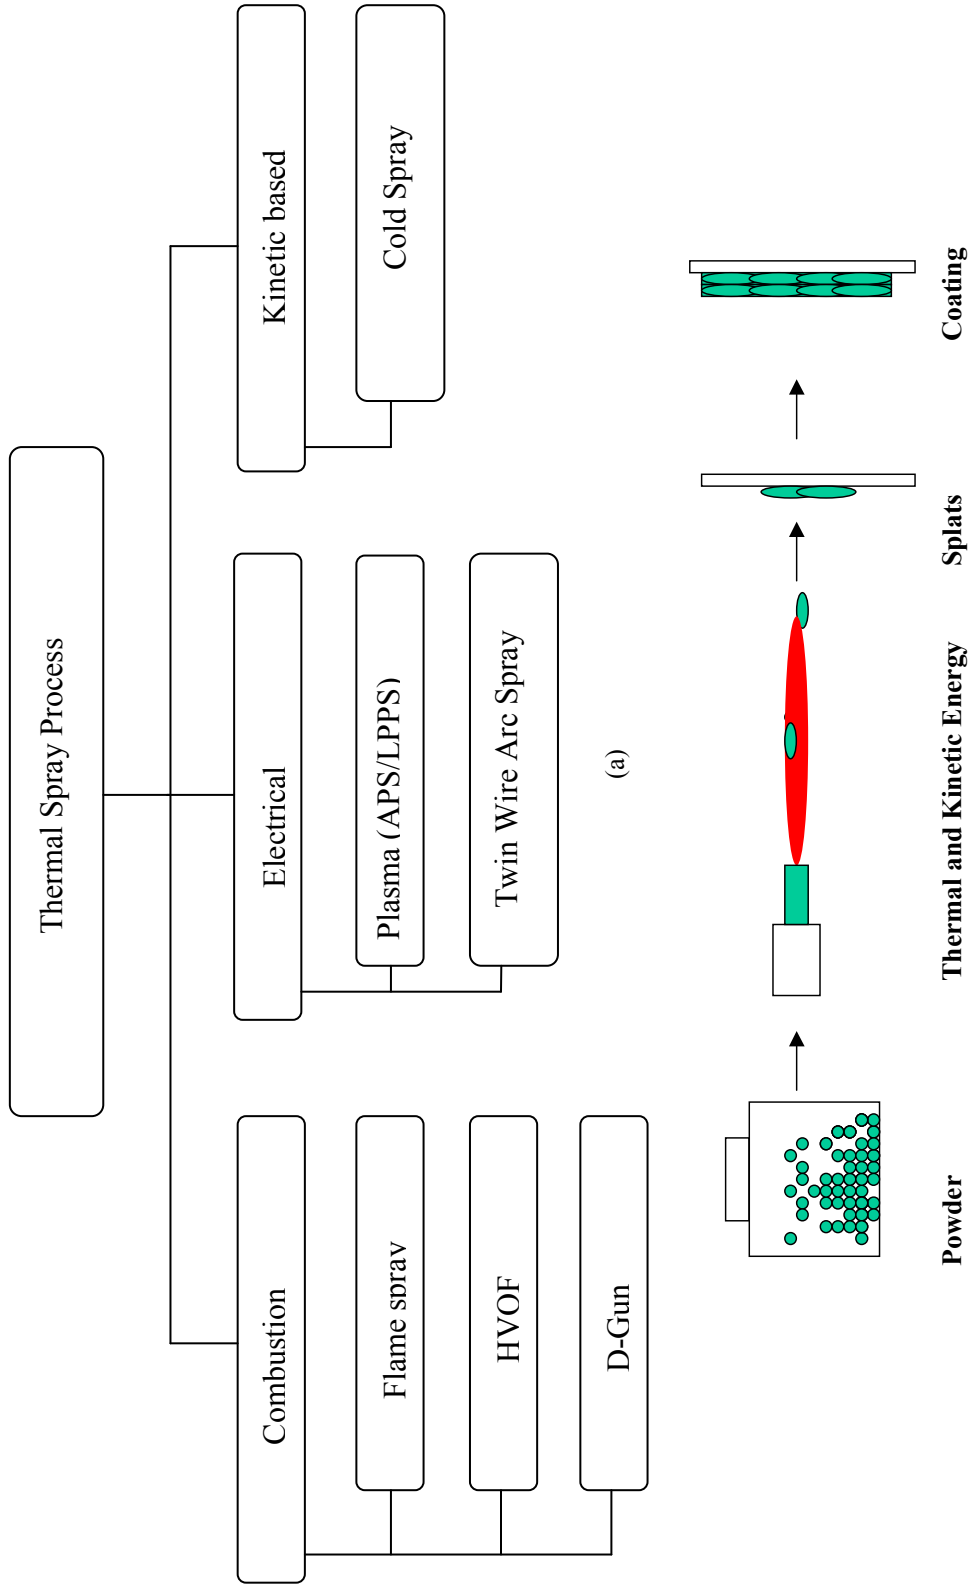 Thermal Spray Process
Combustion
Electrical
Kinetic based
Flame spray
Plasma (APS/LPPS)
Cold Spray
HVOF
Twin Wire Arc Spray
D-Gun
(a)
Powder
Thermal and Kinetic Energy
Splats
Coating